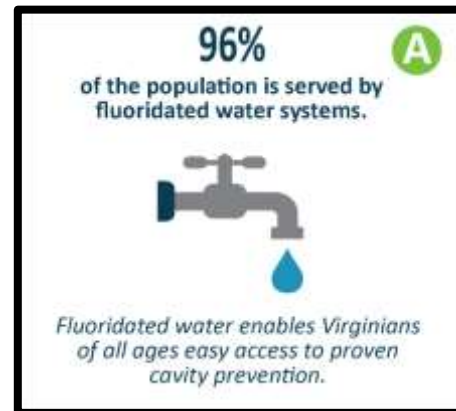 96%
A
of the population is served by
fluoridated water systems.
Fluoridated water enables Virginians
of all ages easy access to proven
cavity prevention.